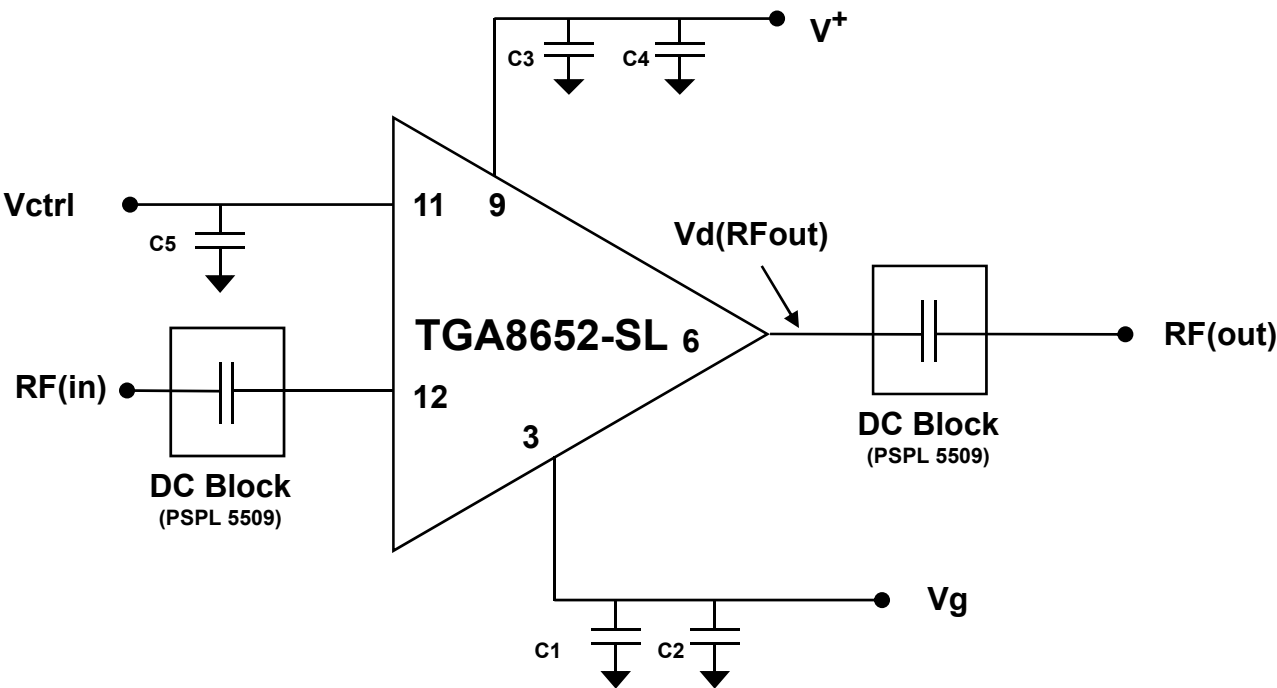 V+
C3
C4
Vctrl
11
9
C5
Vd(RFout)
TGA8652-SL
6
RF(out)
RF(in)
12
DC Block
(PSPL 5509)
3
DC Block
(PSPL 5509)
Vg
C1
C2